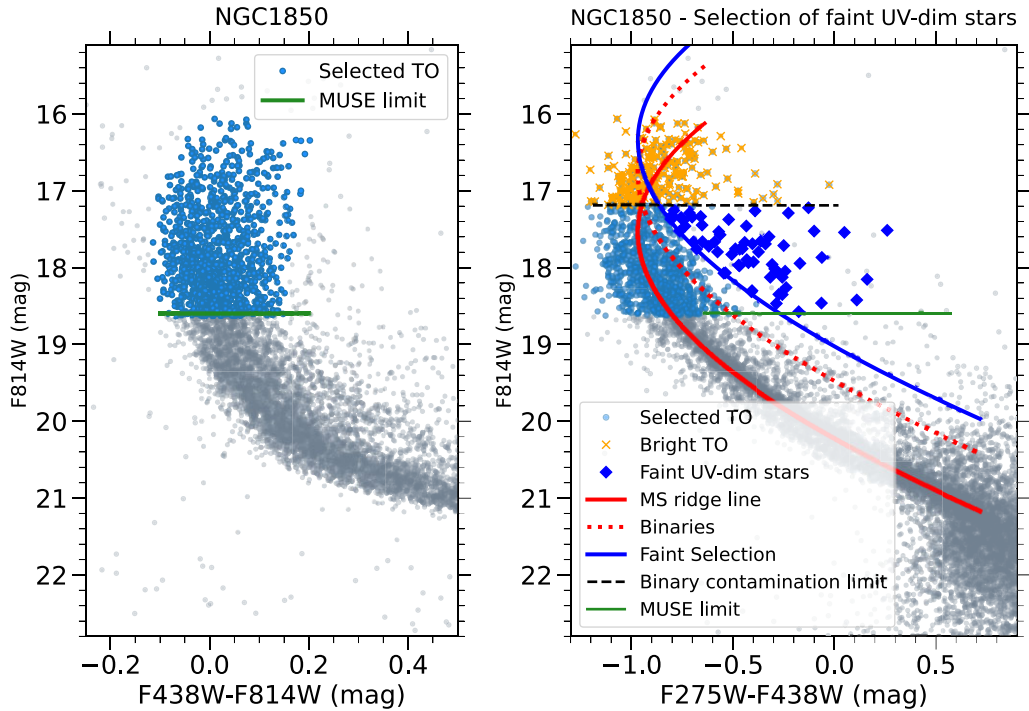 NGC1850
Selected TO
MUSE limit
16
17
18
19
20
21
22
F814W (mag)
−0.2
0.0
0.2
0.4
F438W-F814W (mag)
NGC1850 - Selection of faint UV-dim stars
16
17
18
19
20
21
22
F814W (mag)
Selected TO
Bright TO
Faint UV-dim stars
MS ridge line
Binaries
Faint Selection
Binary contamination limit
MUSE limit
−1.0
−0.5
0.0
0.5
F275W-F438W (mag)